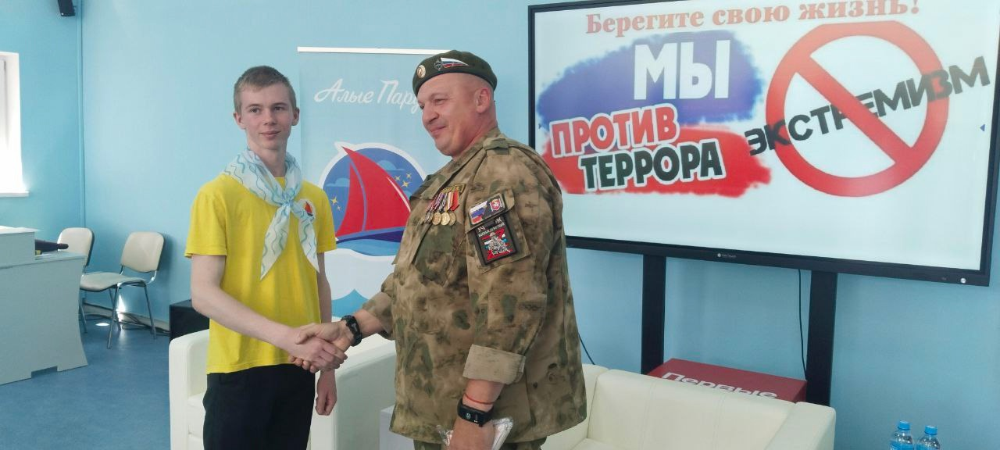 Берегите свою жизнь!
МЫ
ПРОТИВ
ТЕРРОРА
ЭКСТРЕМИЗМ
Алые Пару
Первые